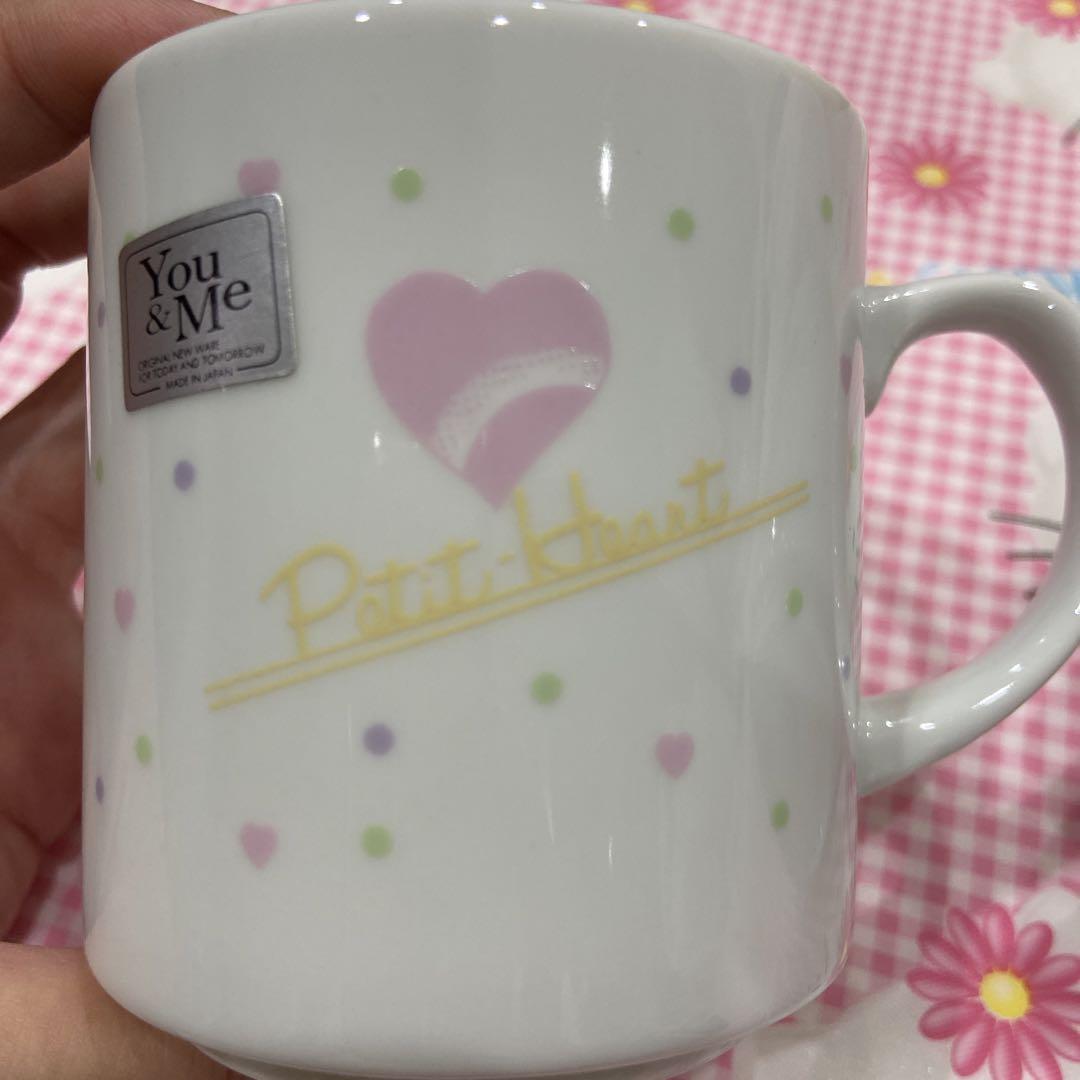 You
& Me
ORIGINAL NEW WARE
FOR TODAY AND TOMORROW
MADE IN JAPAN
Petit-Heart